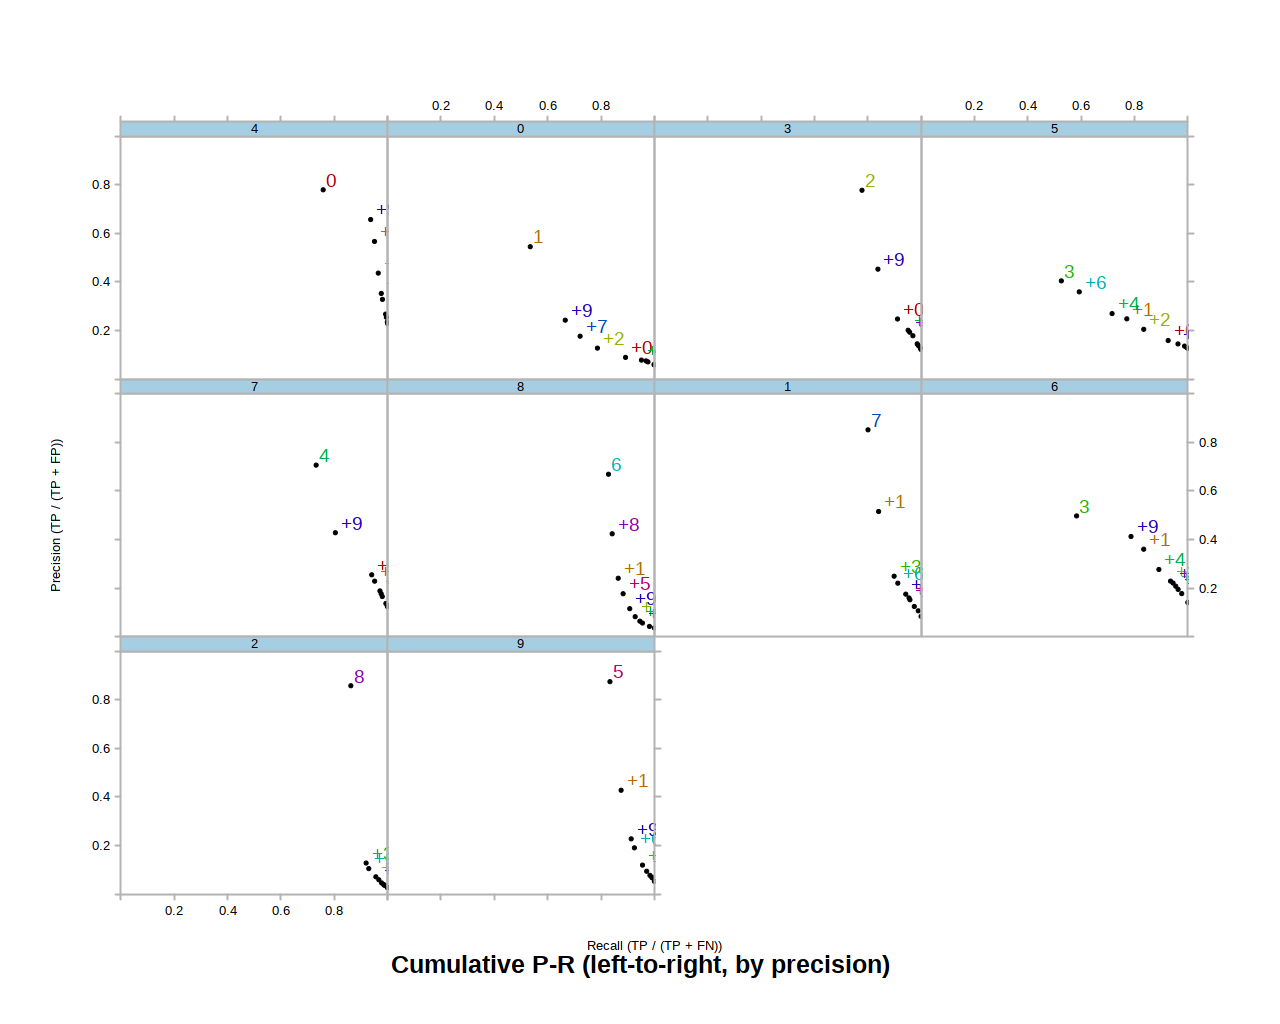 0.2 0.4 0.6 0.8 0.2 0.4 0.6 0.8
4 0 3 5
0.8 0 2
1 3 +6
0.6 +9 +9
0.4 +4 +1 +2
0.2 +7 +2 +0
7 8 1 6
4 6 7 3 0.8
+9 +8 +1 +9 +1 0.6
+1 +5 +9 +3 +4 0.4
0.2
2 9
0.8 8 5
0.6
0.4 +1
0.2 +9
0.2 0.4 0.6 0.8
Precision (TP / (TP + FP))
Recall (TP / (TP + FN))
Cumulative P-R (left-to-right, by precision)